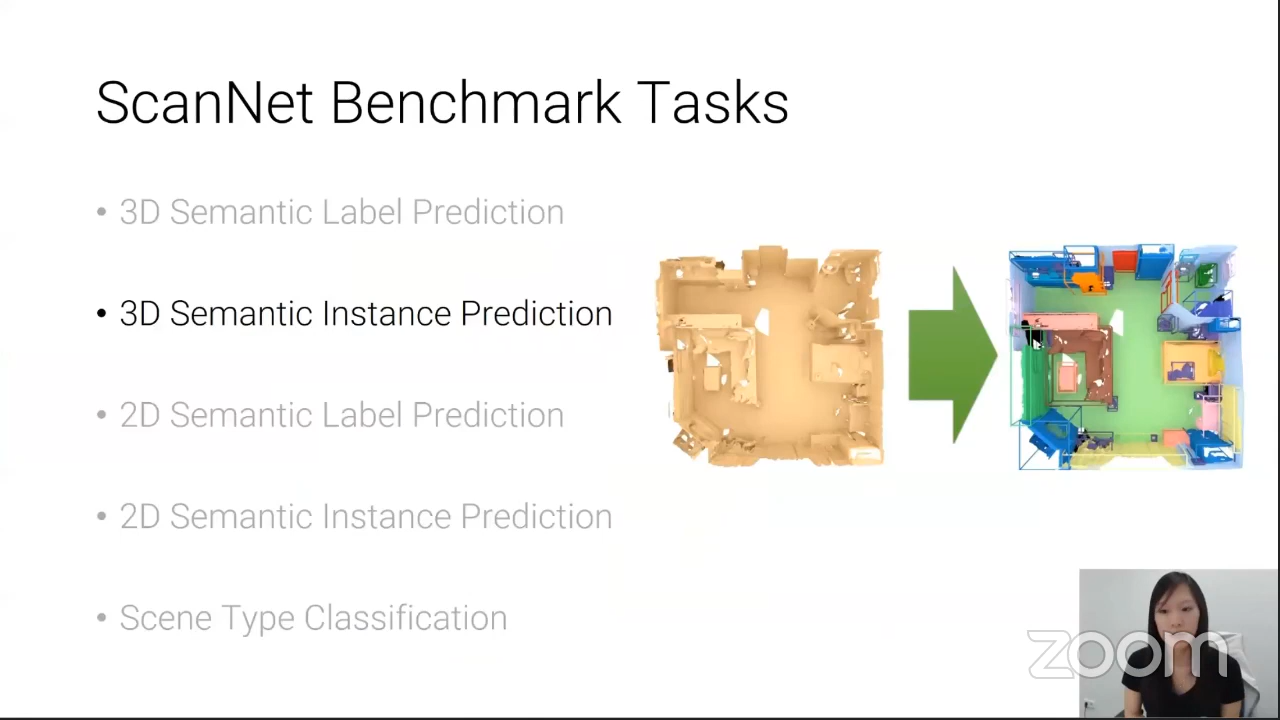 ScanNet Benchmark Tasks
• 3D Semantic Label Prediction
• 3D Semantic Instance Prediction
• 2D Semantic Label Prediction
• 2D Semantic Instance Prediction
• Scene Type Classification
zoom